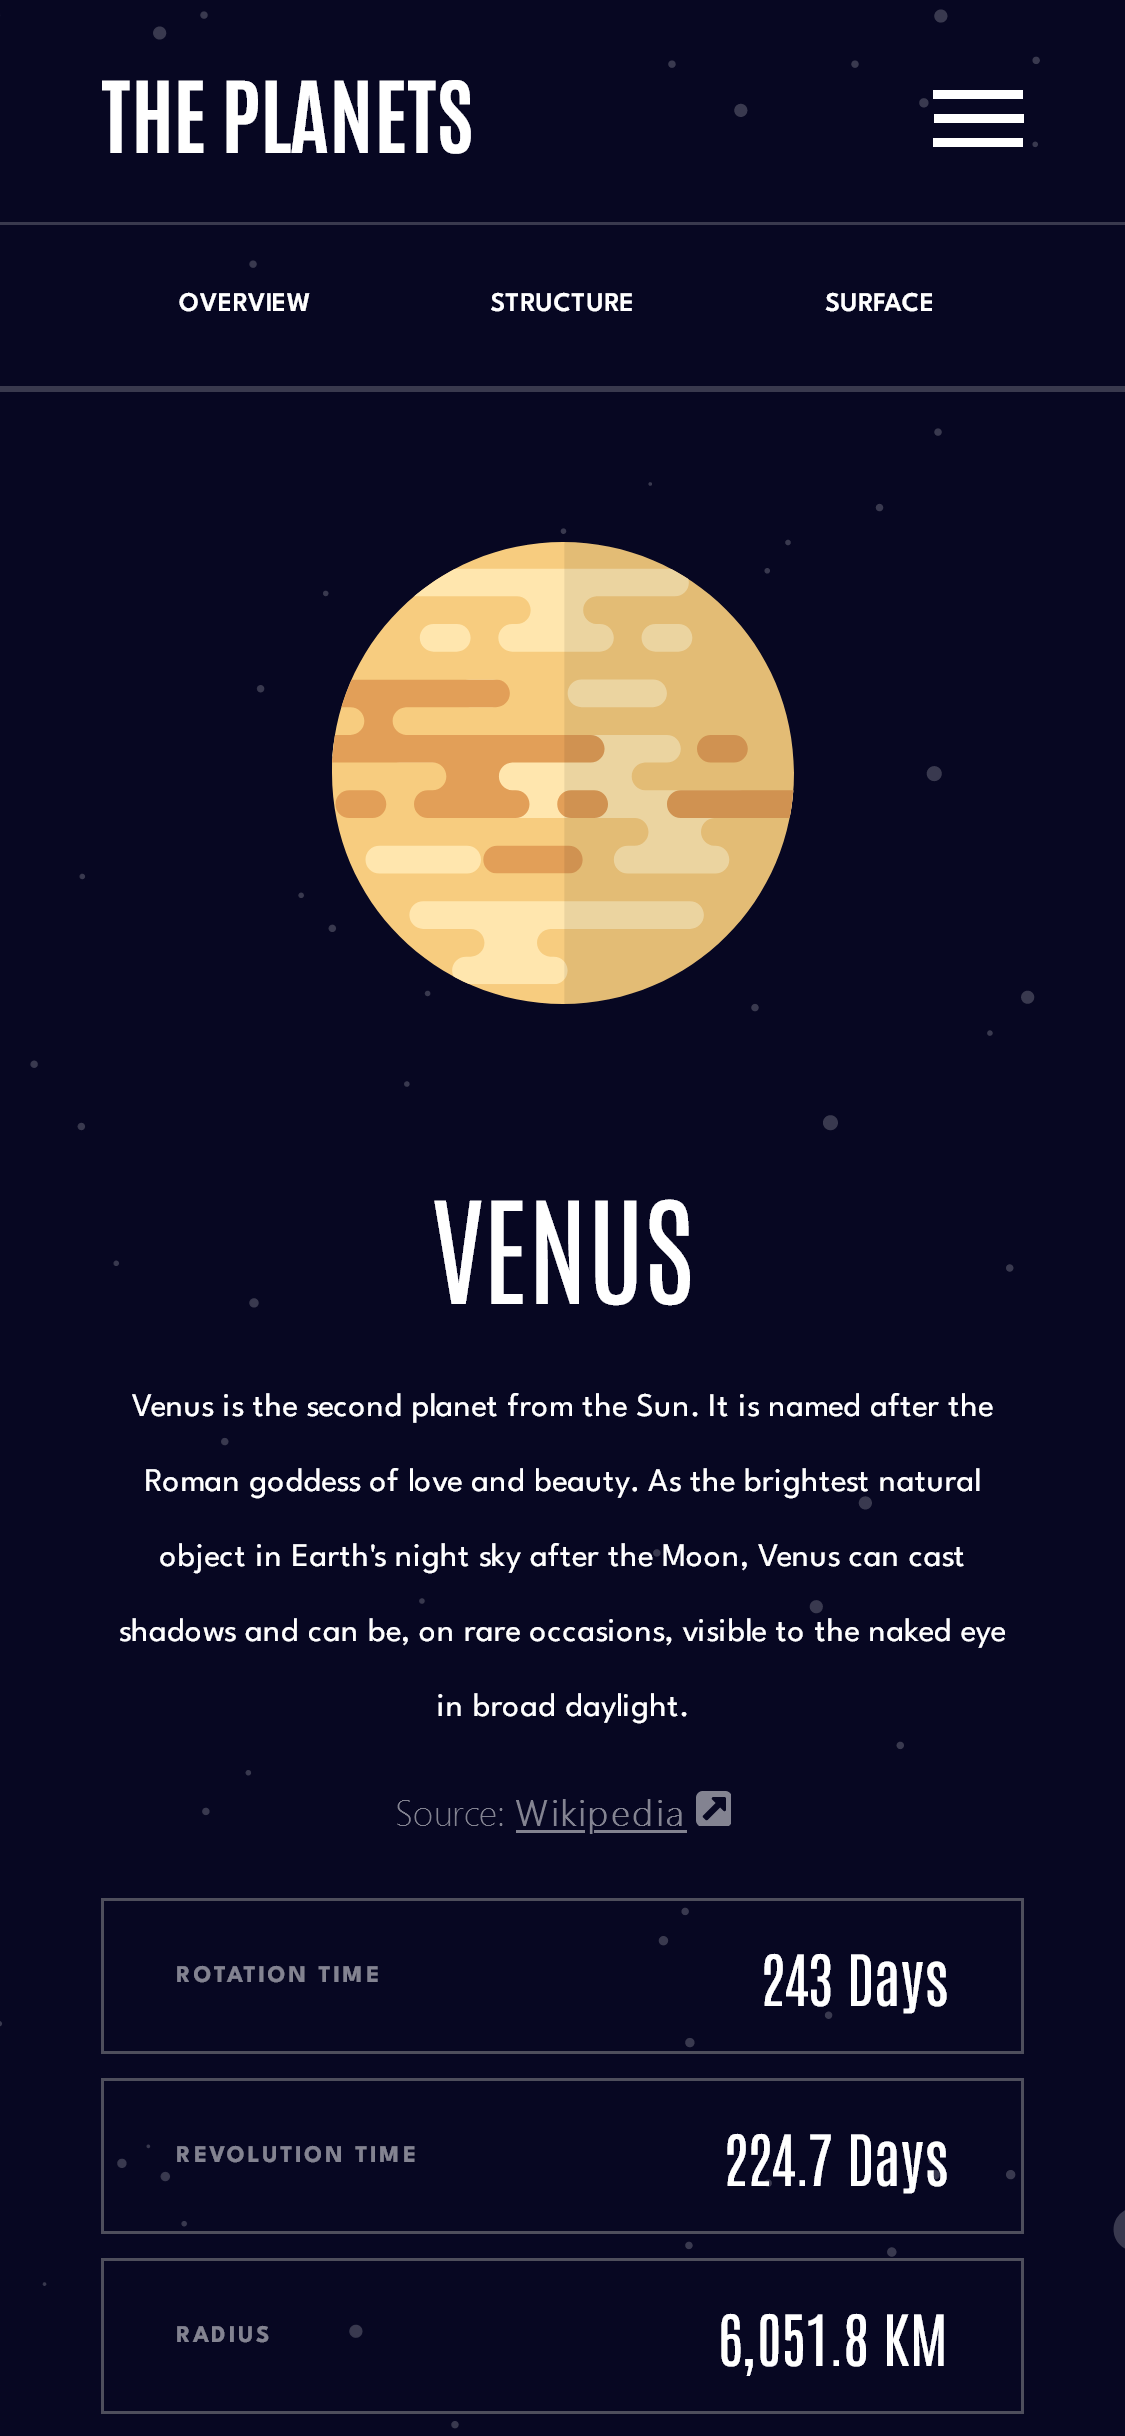 THE PLANETS
OVERVIEW STRUCTURE SURFACE
VENUS
Venus is the second planet from the Sun. It is named after the
Roman goddess of love and beauty. As the brightest natural
object in Earth's night sky after the Moon, Venus can cast
shadows and can be, on rare occasions, visible to the naked eye
in broad daylight.
Source: Wikipedia
ROTATION TIME 243 Days
REVOLUTION TIME 224.7 Days
RADIUS 6,051.8 KM